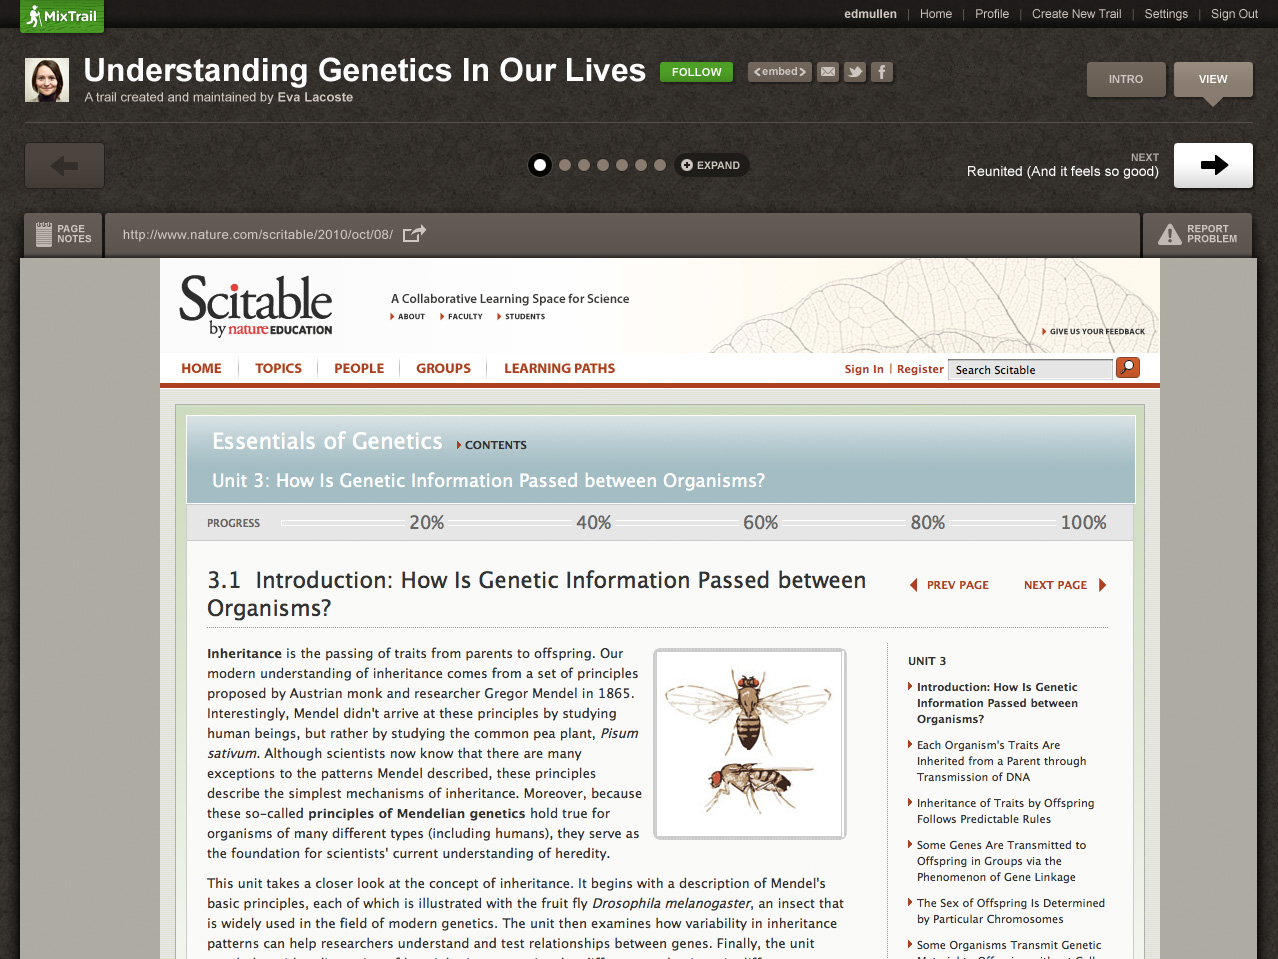 MixTrail
edmullen | Home | Profile | Create New Trail | Settings | Sign Out
Understanding Genetics In Our Lives
FOLLOW
<embed>
A trail created and maintained by Eva Lacoste
INTRO
VIEW
EXPAND
NEXT
Reunited (And it feels so good)
PAGE
NOTES
http://www.nature.com/scritable/2010/oct/08/
REPORT
PROBLEM
Scitable
by nature EDUCATION
A Collaborative Learning Space for Science
ABOUT FACULTY STUDENTS
GIVE US YOUR FEEDBACK
HOME TOPICS PEOPLE GROUPS LEARNING PATHS
Sign In | Register
Search Scitable
Essentials of Genetics
CONTENTS
Unit 3: How Is Genetic Information Passed between Organisms?
PROGRESS 20% 40% 60% 80% 100%
3.1 Introduction: How Is Genetic Information Passed between
Organisms?
PREV PAGE NEXT PAGE
Inheritance is the passing of traits from parents to offspring. Our
modern understanding of inheritance comes from a set of principles
proposed by Austrian monk and researcher Gregor Mendel in 1865.
Interestingly, Mendel didn't arrive at these principles by studying
human beings, but rather by studying the common pea plant, Pisum
sativum. Although scientists now know that there are many
exceptions to the patterns Mendel described, these principles
describe the simplest mechanisms of inheritance. Moreover, because
these so-called principles of Mendelian genetics hold true for
organisms of many different types (including humans), they serve as
the foundation for scientists' current understanding of heredity.
This unit takes a closer look at the concept of inheritance. It begins with a description of Mendel's
basic principles, each of which is illustrated with the fruit fly Drosophila melanogaster, an insect that
is widely used in the field of modern genetics. The unit then examines how variability in inheritance
patterns can help researchers understand and test relationships between genes. Finally, the unit
UNIT 3
Introduction: How Is Genetic
Information Passed between
Organisms?
Each Organism's Traits Are
Inherited from a Parent through
Transmission of DNA
Inheritance of Traits by Offspring
Follows Predictable Rules
Some Genes Are Transmitted to
Offspring in Groups via the
Phenomenon of Gene Linkage
The Sex of Offspring Is Determined
by Particular Chromosomes
Some Organisms Transmit Genetic